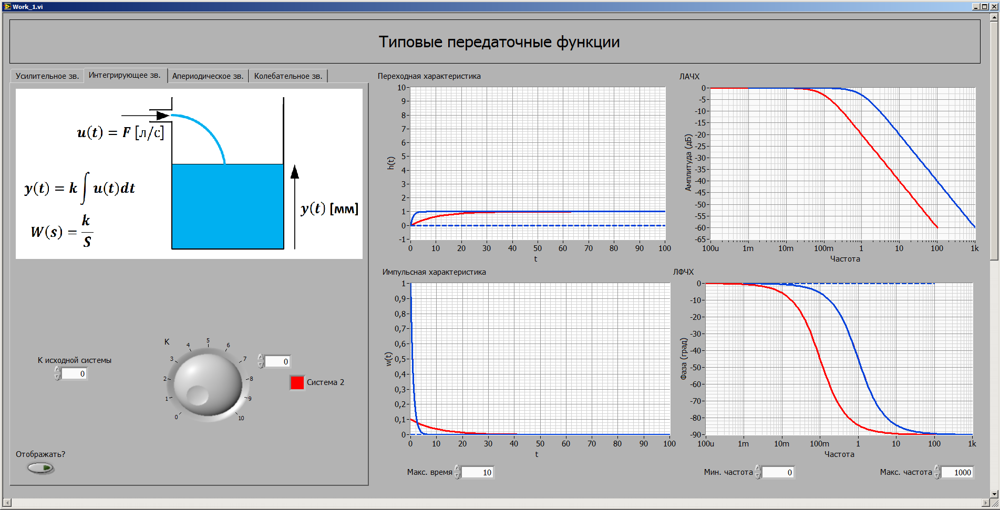 Work_1.vi
Типовые передаточные функции
Усилительное зв.
Интегрирующее зв.
Апериодическое зв.
Колебательное зв.
u(t) = F [л/с]
y(t) = k ∫ u(t)dt
W(s) = k/S
y(t) [мм]
K исходной системы
0
K
0 1 2 3 4 5 6 7 8 9 10
0
Система 2
Отображать?
Переходная характеристика
h(t)
10
9
8
7
6
5
4
3
2
1
0
-1
0 10 20 30 40 50 60 70 80 90 100
t
ЛАЧХ
Амплитуда (дБ)
0
-5
-10
-15
-20
-25
-30
-35
-40
-45
-50
-55
-60
-65
100u 1m 10m 100m 1 10 100 1k
Частота
Импульсная характеристика
w(t)
1
0,9
0,8
0,7
0,6
0,5
0,4
0,3
0,2
0,1
0
0 10 20 30 40 50 60 70 80 90 100
t
ЛФЧХ
Фаза (град)
0
-10
-20
-30
-40
-50
-60
-70
-80
-90
100u 1m 10m 100m 1 10 100 1k
Частота
Макс. время 10
Мин. частота 0
Макс. частота 1000